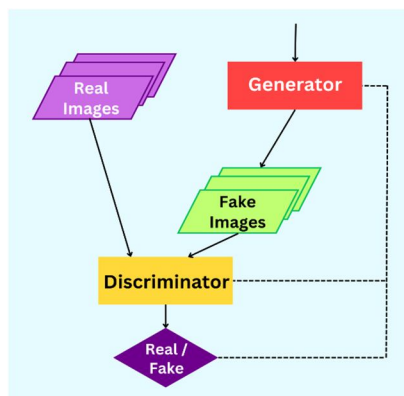 Real
Images
Generator
Fake
Images
Discriminator
Real /
Fake